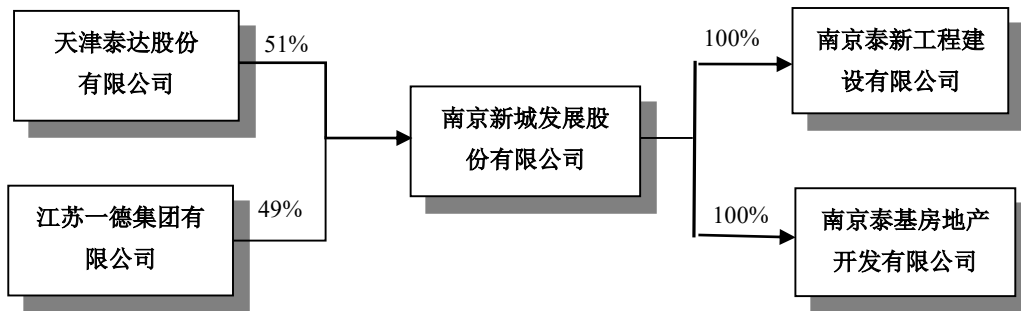 天津泰达股份
有限公司
51%
江苏一德集团有
限公司
49%
南京新城发展股
份有限公司
100%
南京泰新工程建
设有限公司
100%
南京泰基房地产
开发有限公司